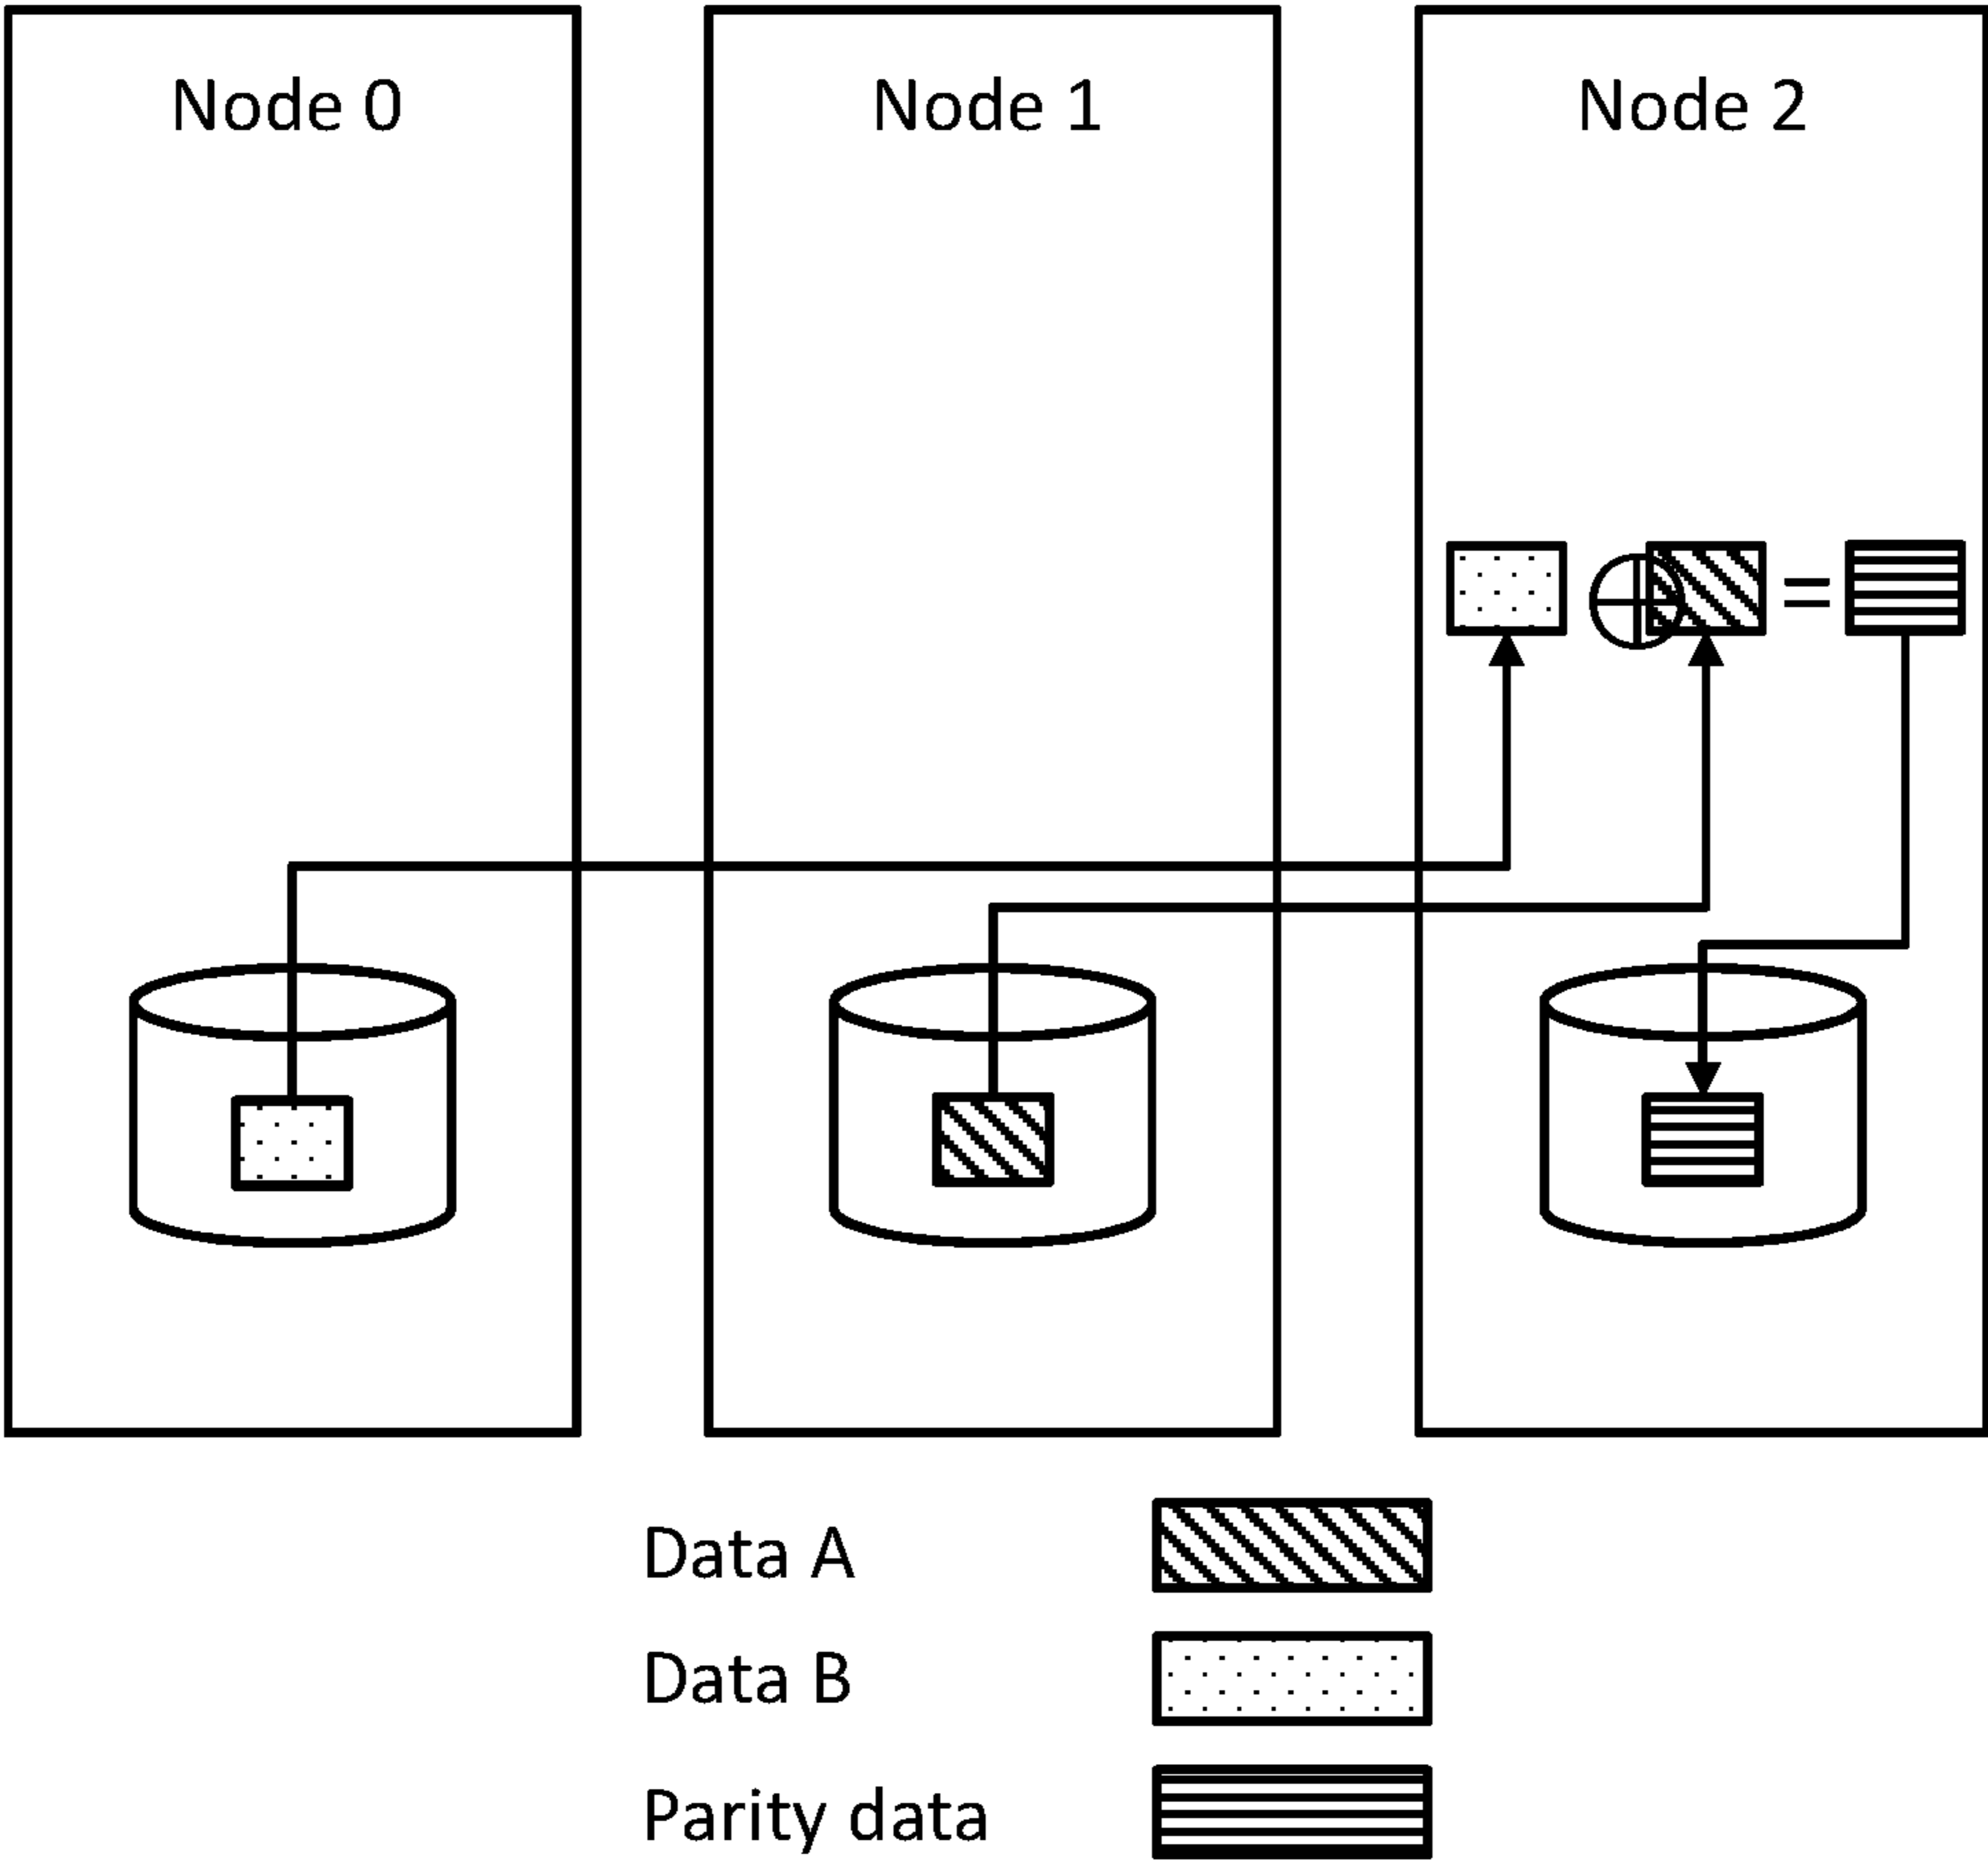 Node 0
Node 1
Node 2
=
Data A
Data B
Parity data